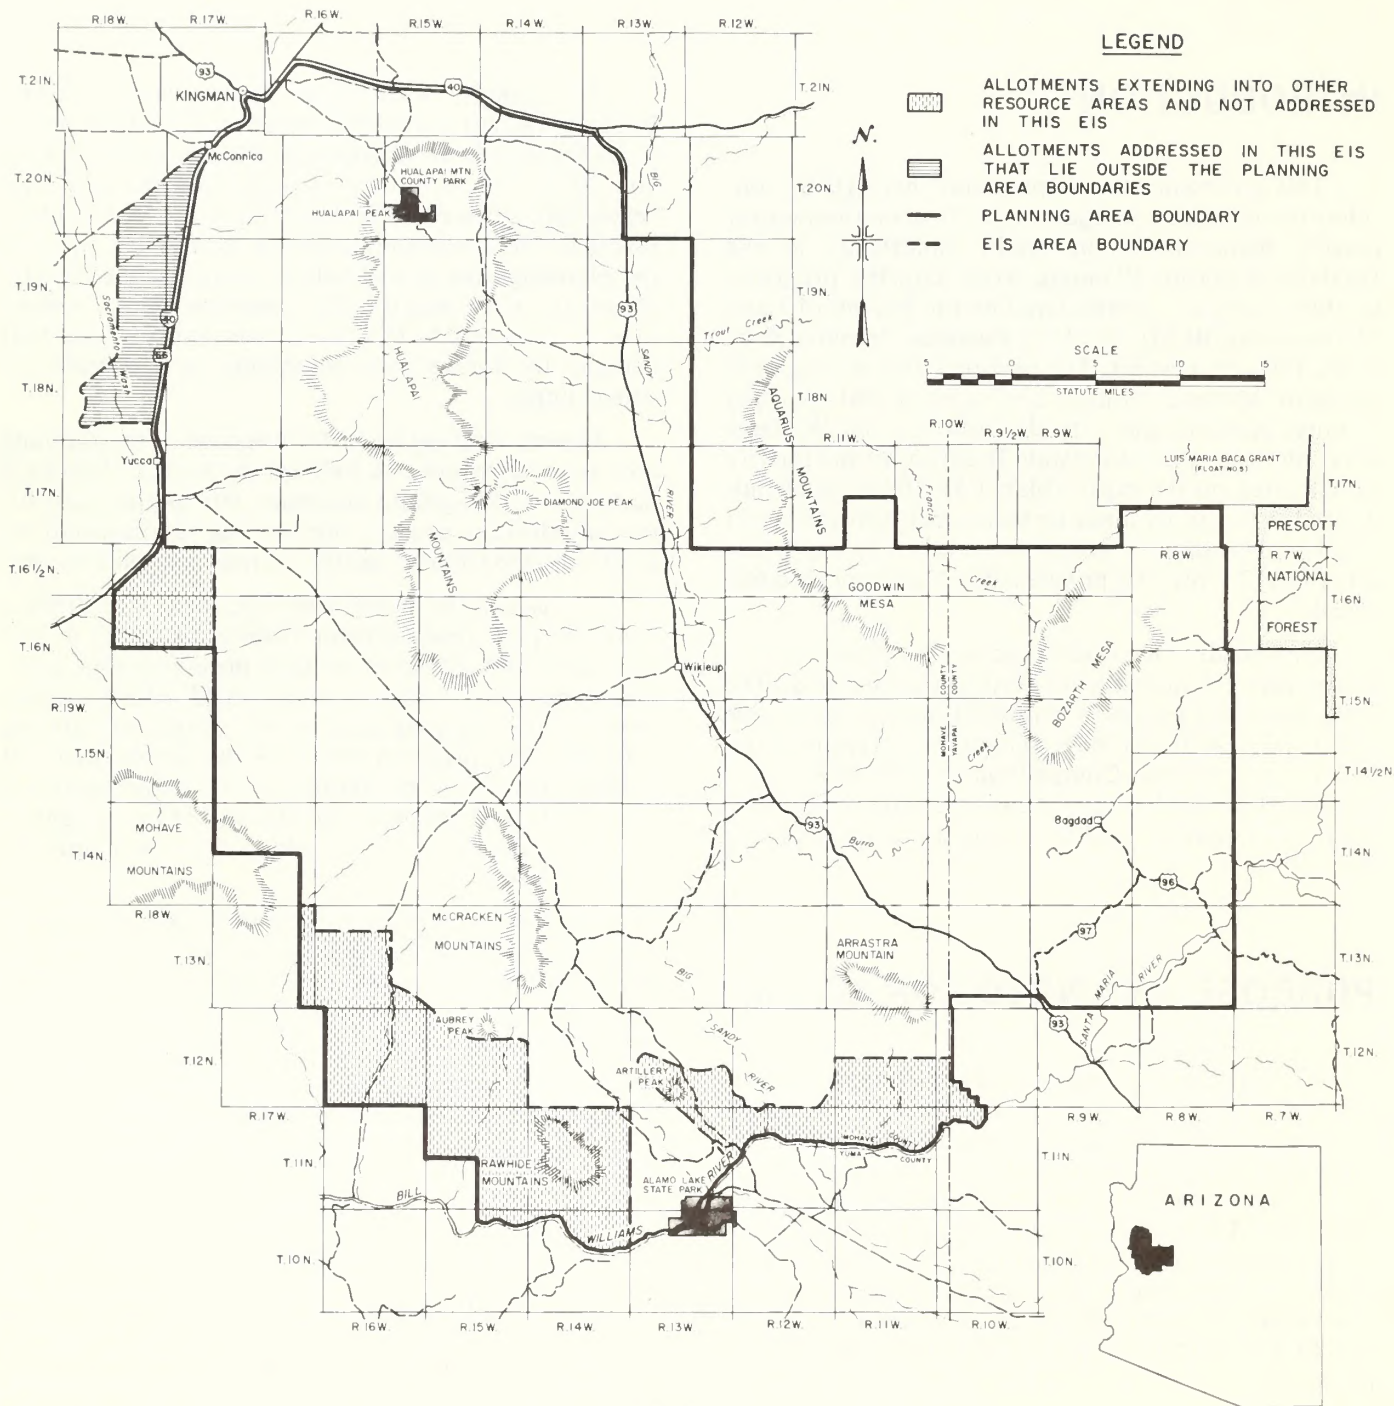 R.18W.
R.17W.
R.16W.
R.15W.
R.14W.
R.13W
R.12W.
LEGEND
ALLOTMENTS EXTENDING INTO OTHER
RESOURCE AREAS AND NOT ADDRESSED
IN THIS EIS
ALLOTMENTS ADDRESSED IN THIS EIS
THAT LIE OUTSIDE THE PLANNING
AREA BOUNDARIES
PLANNING AREA BOUNDARY
EIS AREA BOUNDARY
N.
SCALE
5 0 5 10 15
STATUTE MILES
T.21N.
93
KINGMAN
40
T.21N.
McConnico
T.20N.
HUALAPAI MTN.
COUNTY PARK
HUALAPAI PEAK
BIG
T.20N.
T.19N.
Sacramento
Wash
40
66
93
SANDY
RIVER
T.19N.
Trout Creek
T.18N.
HUALAPAI
MOUNTAINS
AQUARIUS
MOUNTAINS
T.18N
R.11W.
R.10W.
R.9½W.
R.9W.
Yucca
LUIS MARIA BACA GRANT
(FLOAT NO.5)
T.17N.
DIAMOND JOE PEAK
Francis
Creek
T.17N.
PRESCOTT
NATIONAL
FOREST
T.16½N.
R.8W.
R.7W.
GOODWIN
MESA
T.16N.
T.16N.
Wikieup
MOHAVE COUNTY
YAVAPAI COUNTY
BOZARTH MESA
R.19W.
T.15N.
T.15N.
Creek
T.14½N.
MOHAVE
MOUNTAINS
93
Burro
Bagdad
T.14N.
T.14N.
96
R.18W.
McCRACKEN
MOUNTAINS
97
ARRASTRA
MOUNTAIN
T.13N.
BIG
SANDY
RIVER
SANTA MARIA RIVER
T.13N.
AUBREY
PEAK
93
T.12N.
ARTILLERY
PEAK
T.12N.
R.17W.
R.9W.
R.8W.
R.7W.
MOHAVE COUNTY
YUMA COUNTY
T.11N.
RAWHIDE
MOUNTAINS
ALAMO LAKE
STATE PARK
RIVER
T.11N.
BILL
WILLIAMS
ARIZONA
T.10N.
T.10N.
R.16W.
R.15W.
R.14W.
R.13W.
R.12W.
R.11W.
R.10W.